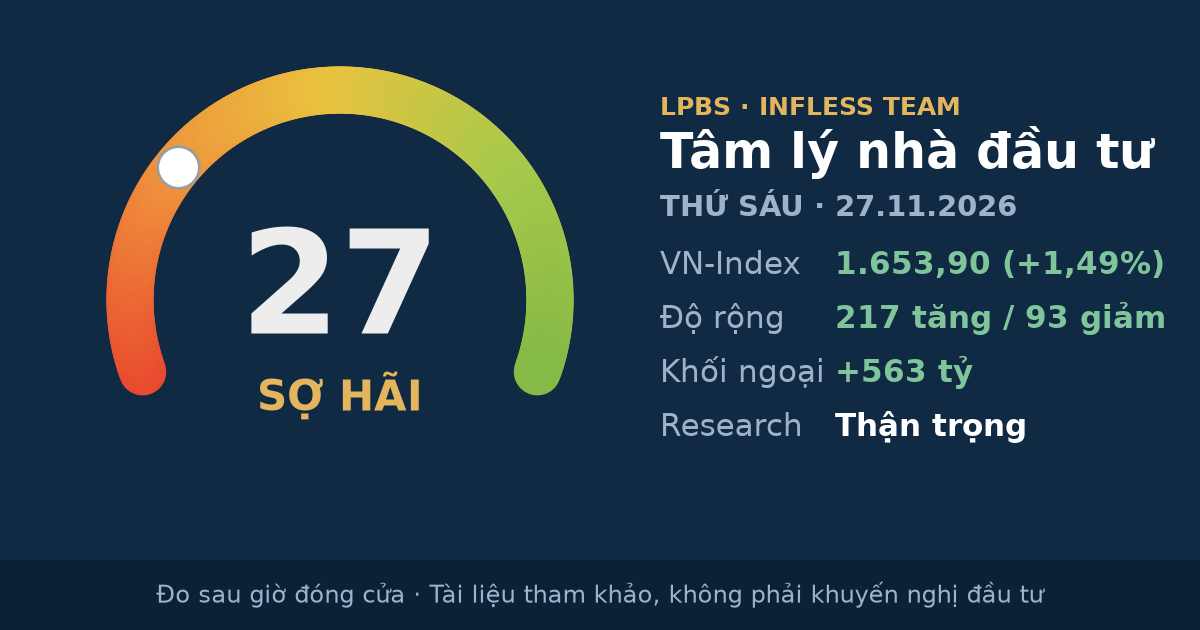 27
SỢ HÃI
LPBS · INFLESS TEAM
Tâm lý nhà đầu tư
THỨ SÁU · 27.11.2026
VN-Index 1.653,90 (+1,49%)
Độ rộng 217 tăng / 93 giảm
Khối ngoại +563 tỷ
Research Thận trọng
Đo sau giờ đóng cửa · Tài liệu tham khảo, không phải khuyến nghị đầu tư